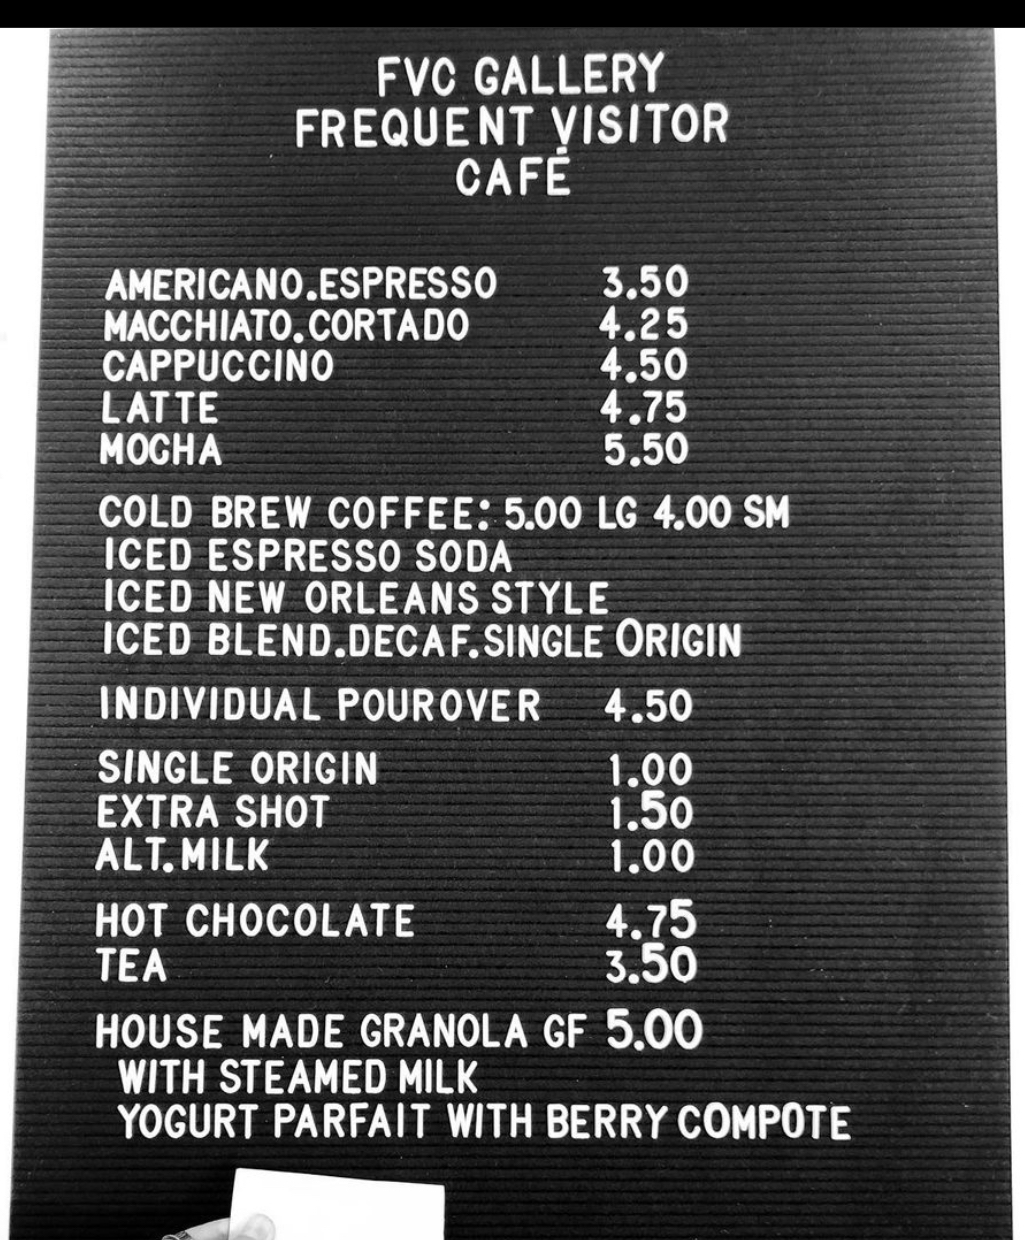 FVC GALLERY
FREQUENT VISITOR
CAFÉ
AMERICANO.ESPRESSO 3.50
MACCHIATO.CORTADO 4.25
CAPPUCCINO 4.50
LATTE 4.75
MOCHA 5.50
COLD BREW COFFEE: 5.00 LG 4.00 SM
ICED ESPRESSO SODA
ICED NEW ORLEANS STYLE
ICED BLEND.DECAF.SINGLE ORIGIN
INDIVIDUAL POUROVER 4.50
SINGLE ORIGIN 1.00
EXTRA SHOT 1.50
ALT.MILK 1.00
HOT CHOCOLATE 4.75
TEA 3.50
HOUSE MADE GRANOLA GF 5.00
WITH STEAMED MILK
YOGURT PARFAIT WITH BERRY COMPOTE